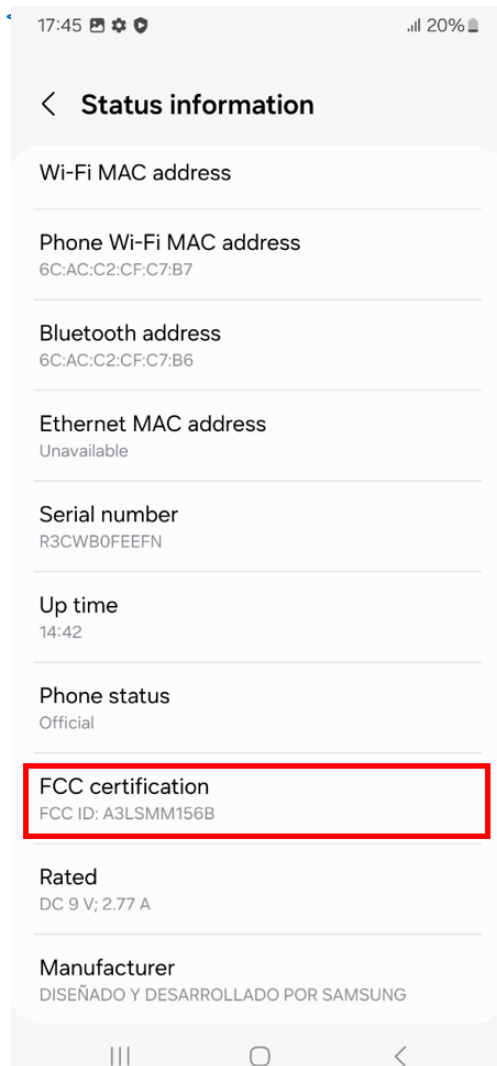 17:45 20%
Status information
Wi-Fi MAC address
Phone Wi-Fi MAC address
6C:AC:C2:CF:C7:B7
Bluetooth address
6C:AC:C2:CF:C7:B6
Ethernet MAC address
Unavailable
Serial number
R3CWB0FEEFN
Up time
14:42
Phone status
Official
FCC certification
FCC ID: A3LSMM156B
Rated
DC 9 V; 2.77 A
Manufacturer
DISEÑADO Y DESARROLLADO POR SAMSUNG